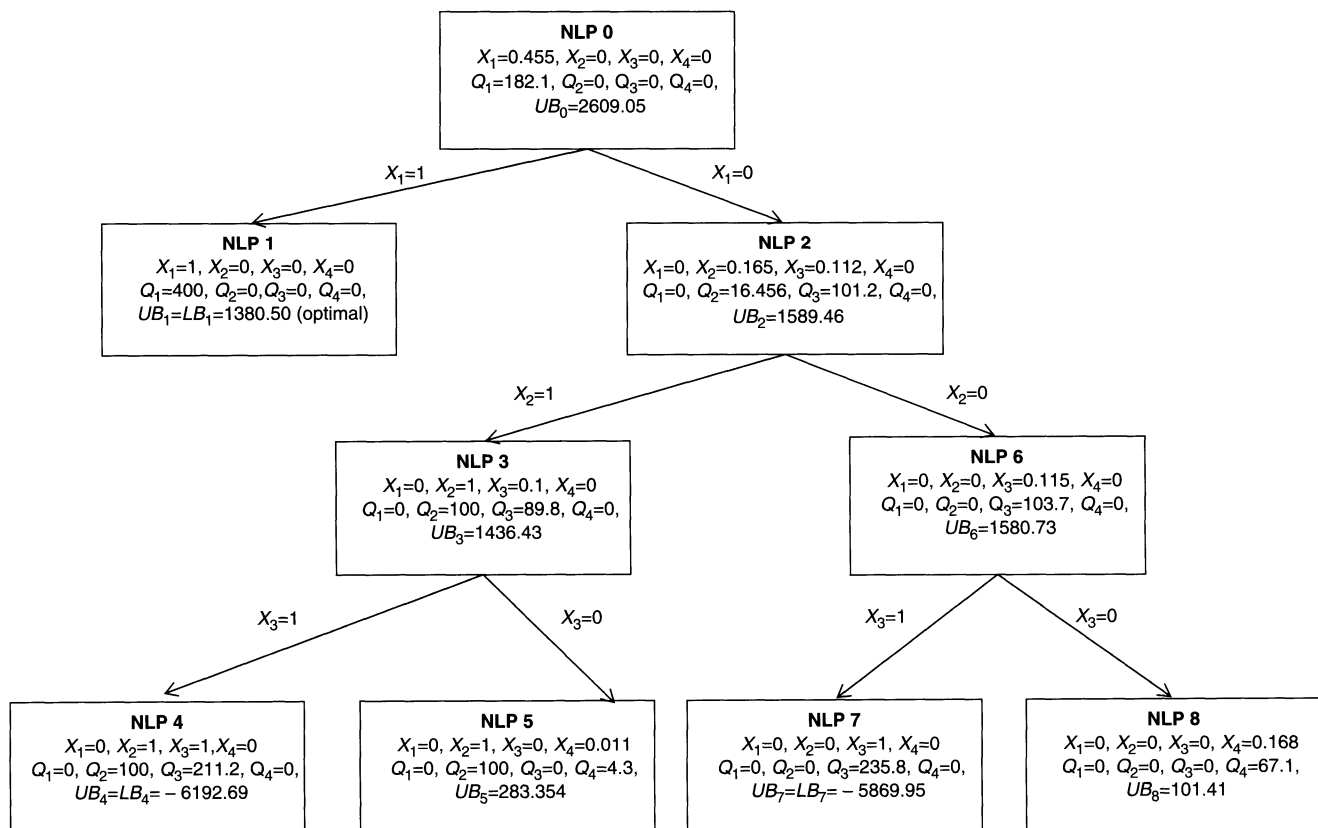 NLP 0
X₁=0.455, X₂=0, X₃=0, X₄=0
Q₁=182.1, Q₂=0, Q₃=0, Q₄=0,
UB₀=2609.05
X₁=1
X₁=0
NLP 1
X₁=1, X₂=0, X₃=0, X₄=0
Q₁=400, Q₂=0,Q₃=0, Q₄=0,
UB₁=LB₁=1380.50 (optimal)
NLP 2
X₁=0, X₂=0.165, X₃=0.112, X₄=0
Q₁=0, Q₂=16.456, Q₃=101.2, Q₄=0,
UB₂=1589.46
X₂=1
X₂=0
NLP 3
X₁=0, X₂=1, X₃=0.1, X₄=0
Q₁=0, Q₂=100, Q₃=89.8, Q₄=0,
UB₃=1436.43
NLP 6
X₁=0, X₂=0, X₃=0.115, X₄=0
Q₁=0, Q₂=0, Q₃=103.7, Q₄=0,
UB₆=1580.73
X₃=1
X₃=0
X₃=1
X₃=0
NLP 4
X₁=0, X₂=1, X₃=1,X₄=0
Q₁=0, Q₂=100, Q₃=211.2, Q₄=0,
UB₄=LB₄= – 6192.69
NLP 5
X₁=0, X₂=1, X₃=0, X₄=0.011
Q₁=0, Q₂=100, Q₃=0, Q₄=4.3,
UB₅=283.354
NLP 7
X₁=0, X₂=0, X₃=1, X₄=0
Q₁=0, Q₂=0, Q₃=235.8, Q₄=0,
UB₇=LB₇= – 5869.95
NLP 8
X₁=0, X₂=0, X₃=0, X₄=0.168
Q₁=0, Q₂=0, Q₃=0, Q₄=67.1,
UB₈=101.41